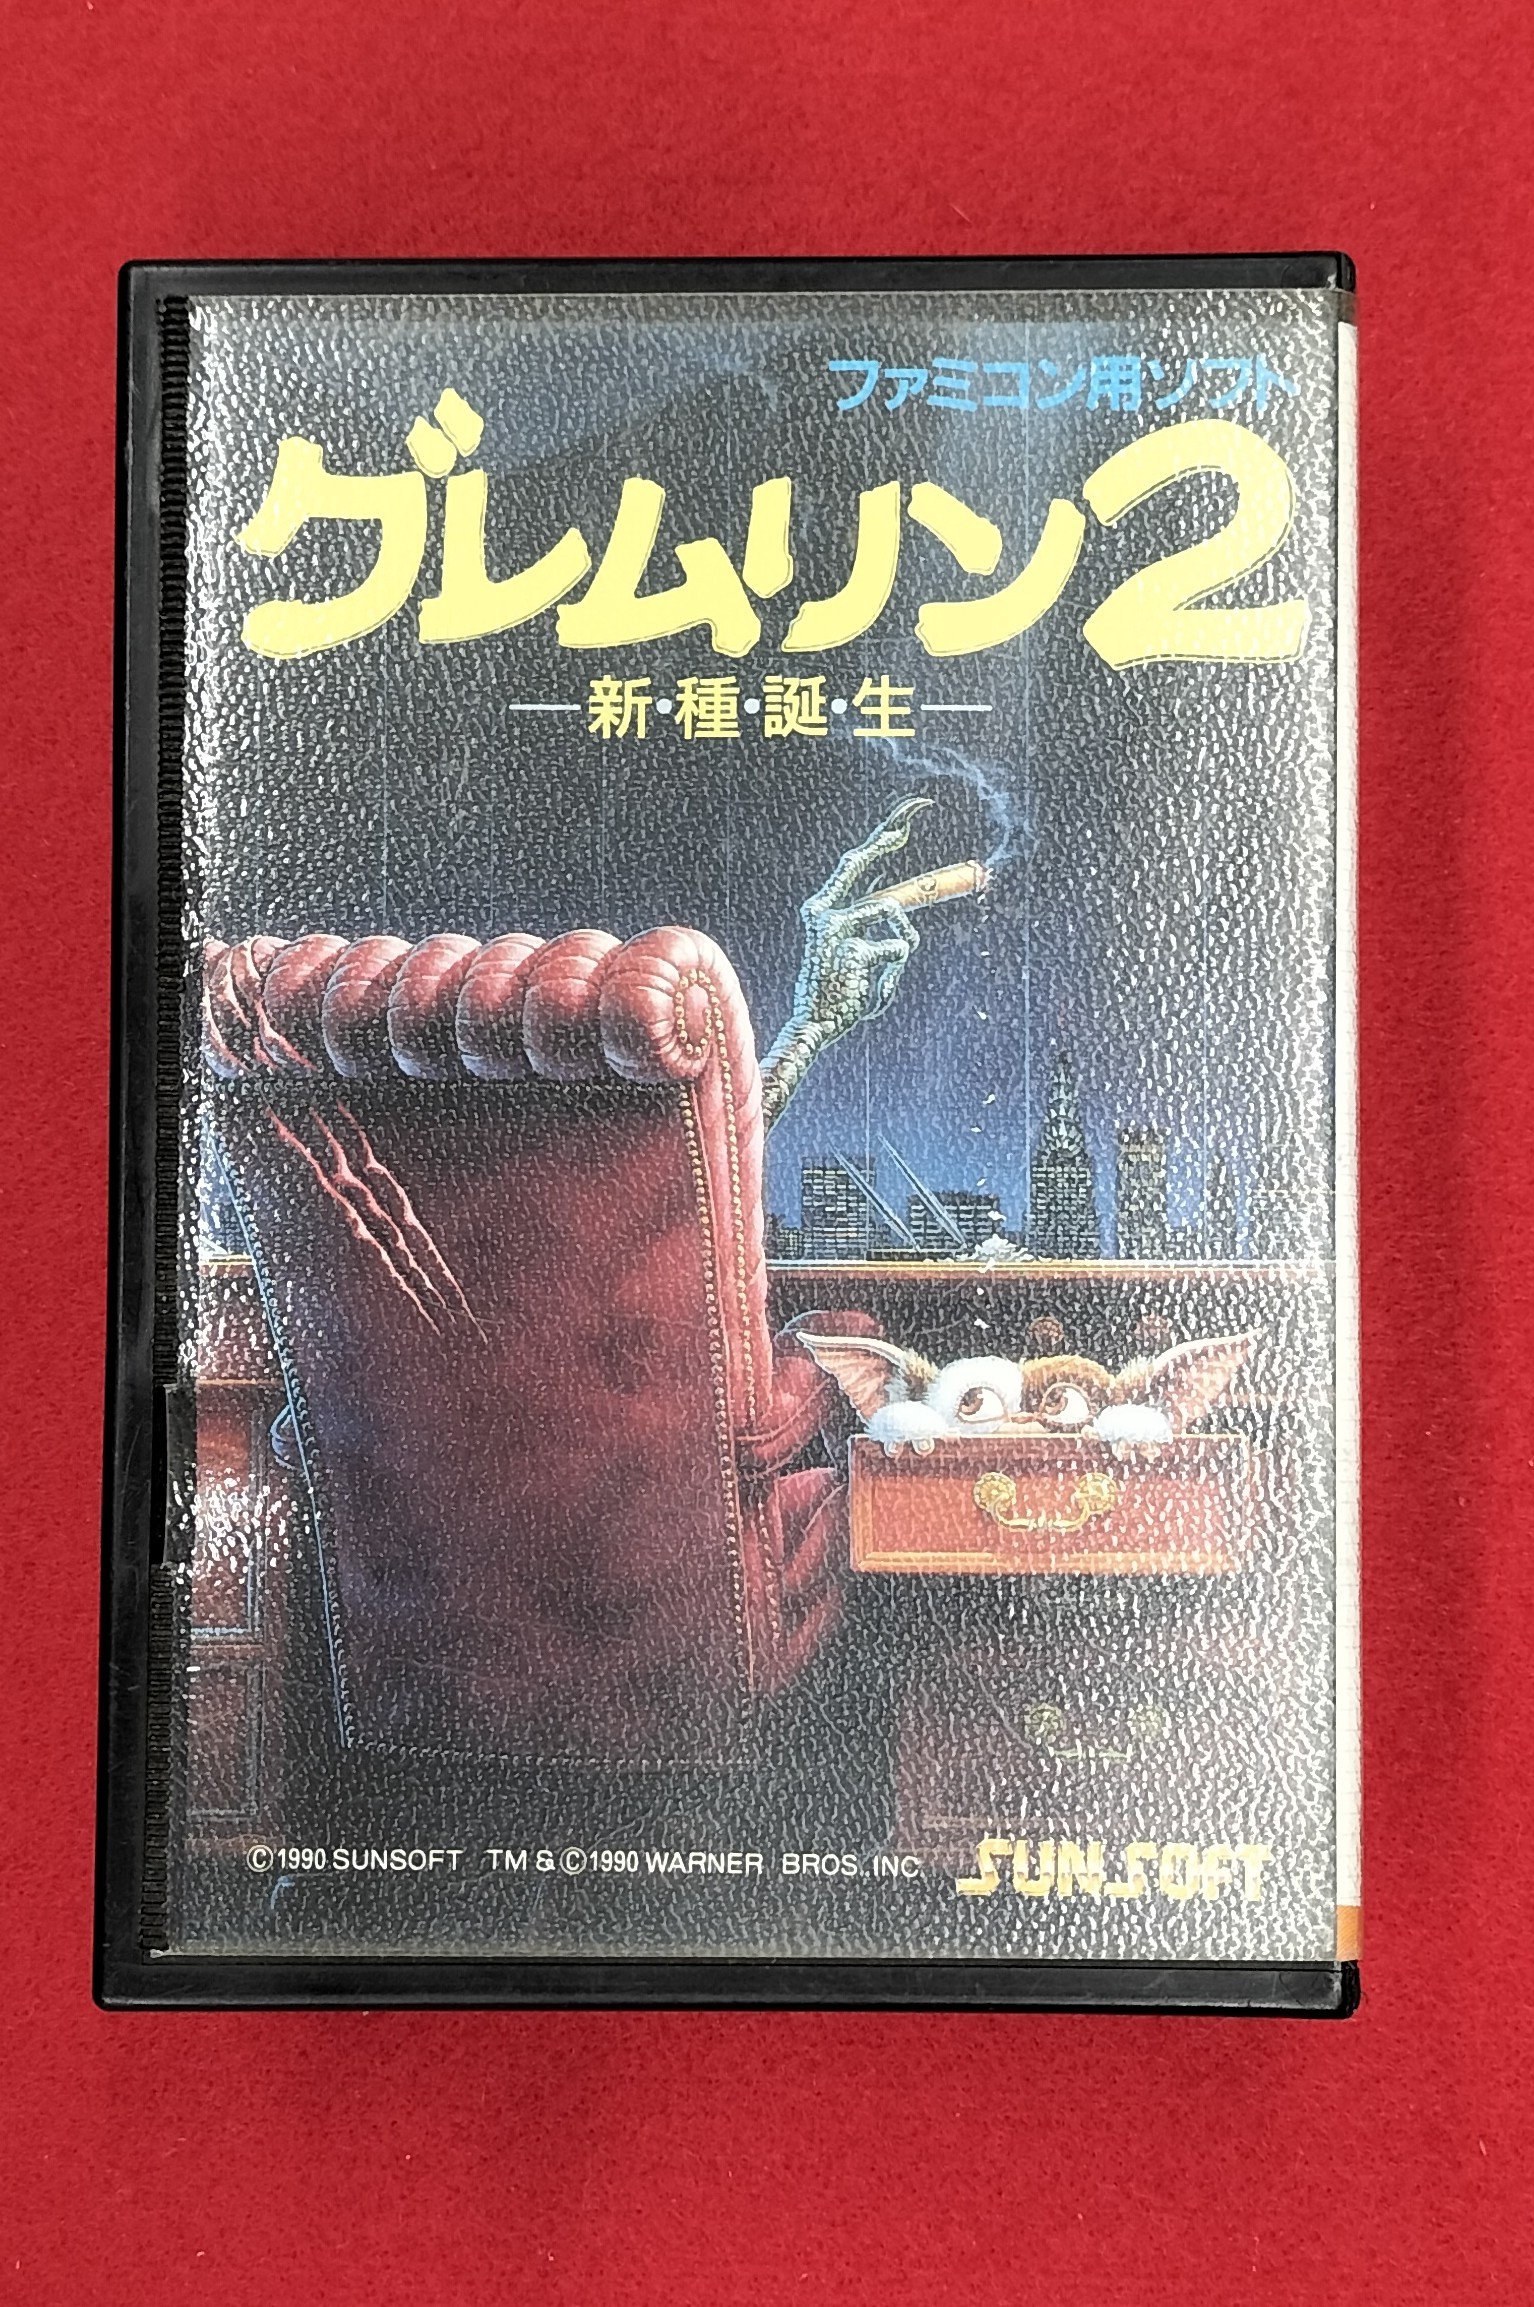 ファミコン用ソフト
グレムリン2
新・種・誕・生
©1990 SUNSOFT TM & ©1990 WARNER BROS., INC
SUNSOFT